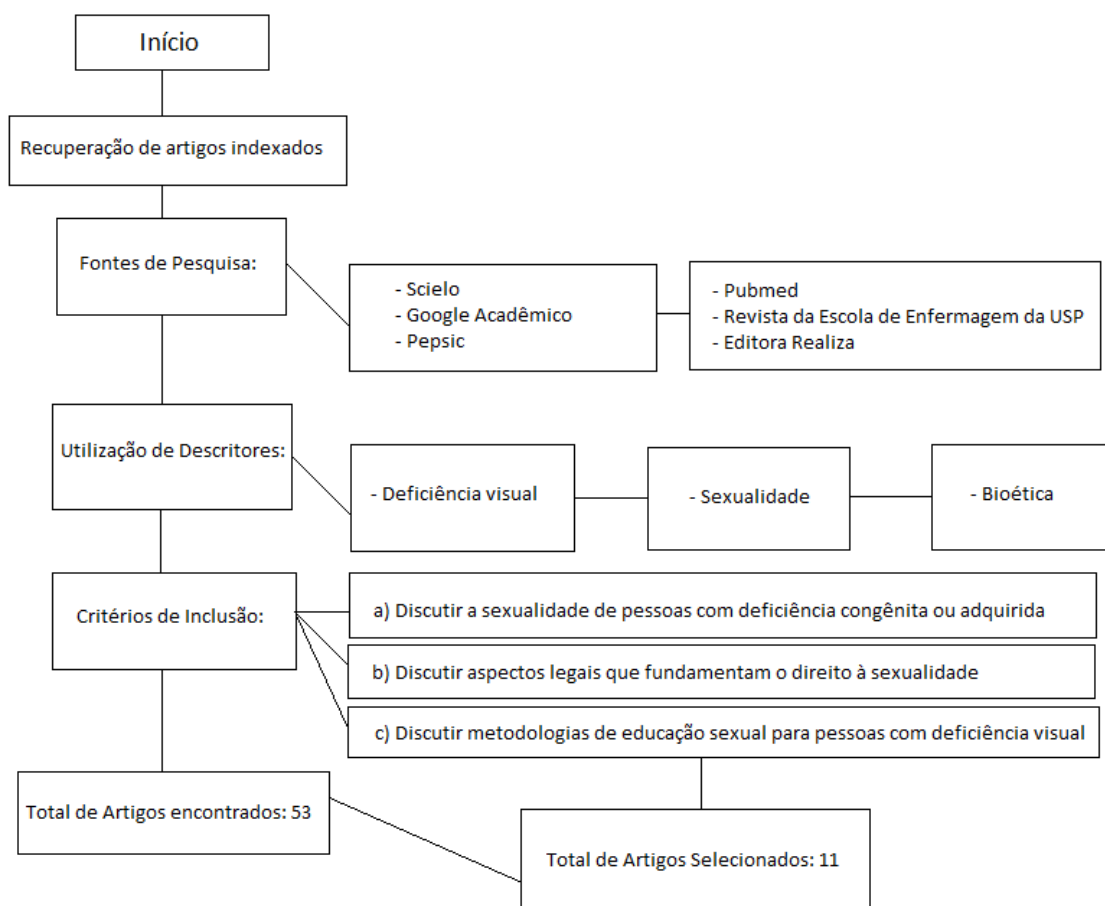 Início
Recuperação de artigos indexados
Fontes de Pesquisa:
- Scielo
- Google Acadêmico
- Pepsic
- Pubmed
- Revista da Escola de Enfermagem da USP
- Editora Realiza
Utilização de Descritores:
- Deficiência visual
- Sexualidade
- Bioética
Critérios de Inclusão:
a) Discutir a sexualidade de pessoas com deficiência congênita ou adquirida
b) Discutir aspectos legais que fundamentam o direito à sexualidade
c) Discutir metodologias de educação sexual para pessoas com deficiência visual
Total de Artigos encontrados: 53
Total de Artigos Selecionados: 11